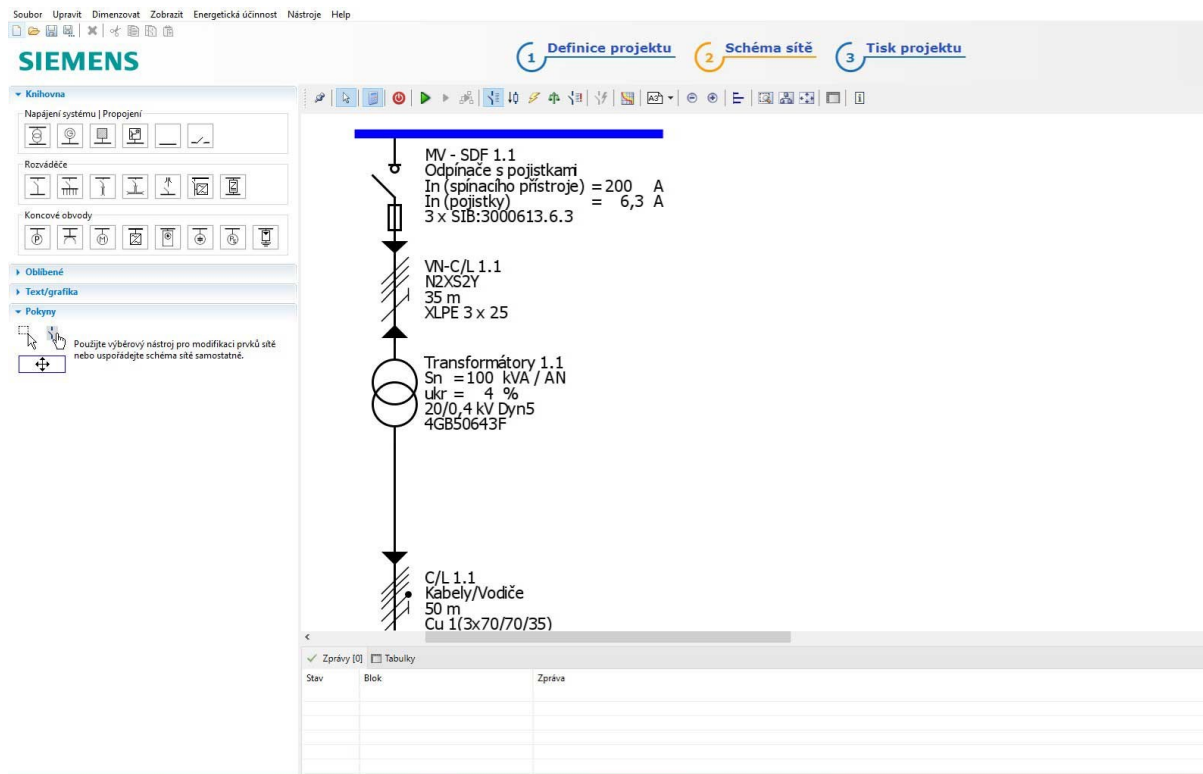 Soubor Upravit Dimenzovat Zobrazit Energetická účinnost Nástroje Help
SIEMENS
1 Definice projektu
2 Schéma sítě
3 Tisk projektu
Knihovna
Napájení systému | Propojení
Rozváděče
Koncové obvody
Oblíbené
Text/grafika
Pokyny
Použijte výběrový nástroj pro modifikaci prvků sítě
nebo uspořádejte schéma sítě samostatně.
MV - SDF 1.1
Odpínače s pojistkami
In (spínacího přístroje) = 200 A
In (pojistky) = 6,3 A
3 x SIB:3000613.6.3
VN-C/L 1.1
N2XS2Y
35 m
XLPE 3 x 25
Transformátory 1.1
Sn = 100 kVA / AN
ukr = 4 %
20/0,4 kV Dyn5
4GB50643F
C/L 1.1
Kabely/Vodiče
50 m
Cu 1(3x70/70/35)
Zprávy [0] Tabulky
Stav Blok Zpráva